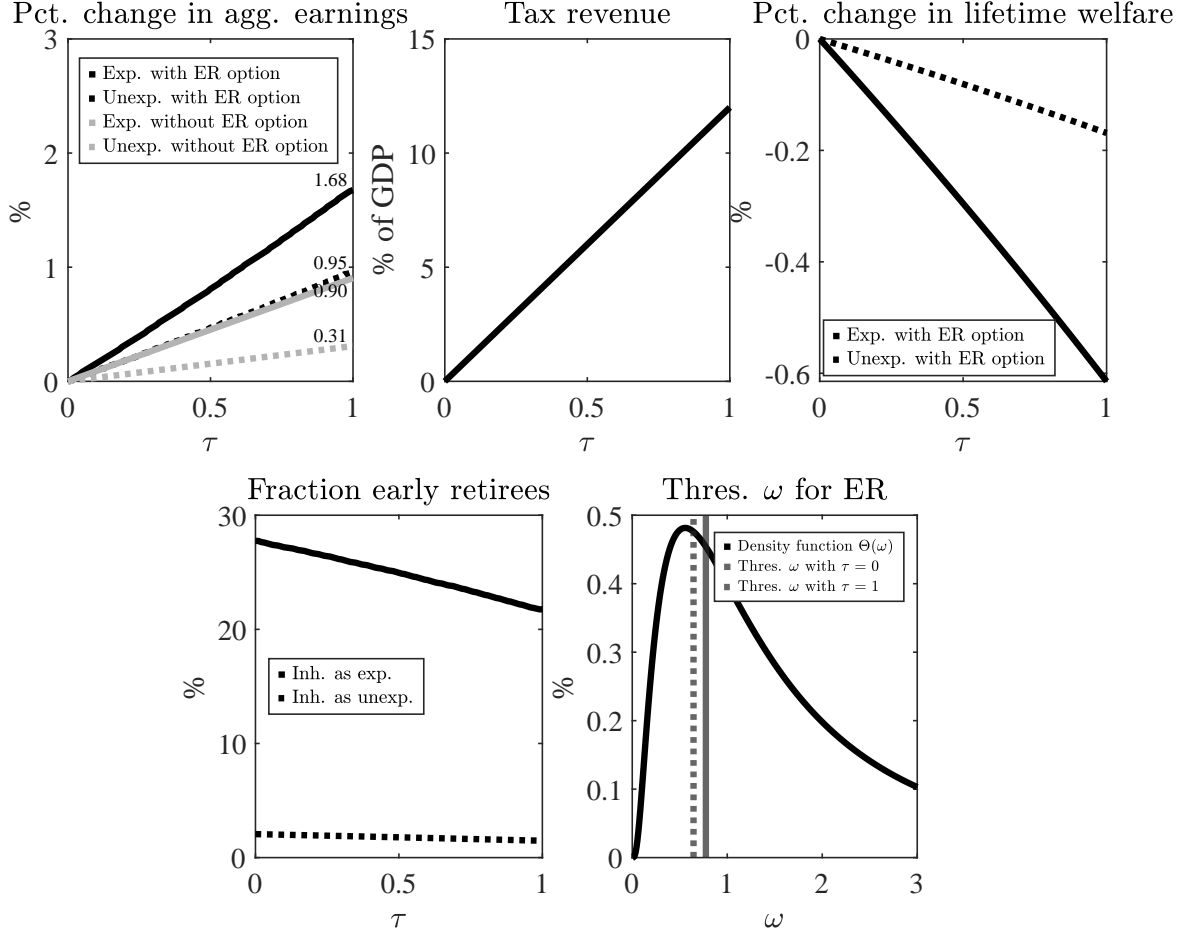 Pct. change in agg. earnings
3
2
1
0
%
Exp. with ER option
Unexp. with ER option
Exp. without ER option
Unexp. without ER option
1.68
0.95
0.90
0.31
0
0.5
1
τ
Tax revenue
15
10
5
0
% of GDP
0
0.5
1
τ
Pct. change in lifetime welfare
0
-0.2
-0.4
-0.6
%
Exp. with ER option
Unexp. with ER option
0
0.5
1
τ
Fraction early retirees
30
20
10
0
%
Inh. as exp.
Inh. as unexp.
0
0.5
1
τ
Thres. ω for ER
0.5
0.4
0.3
0.2
0.1
0
%
Density function Θ(ω)
Thres. ω with τ = 0
Thres. ω with τ = 1
0
1
2
3
ω